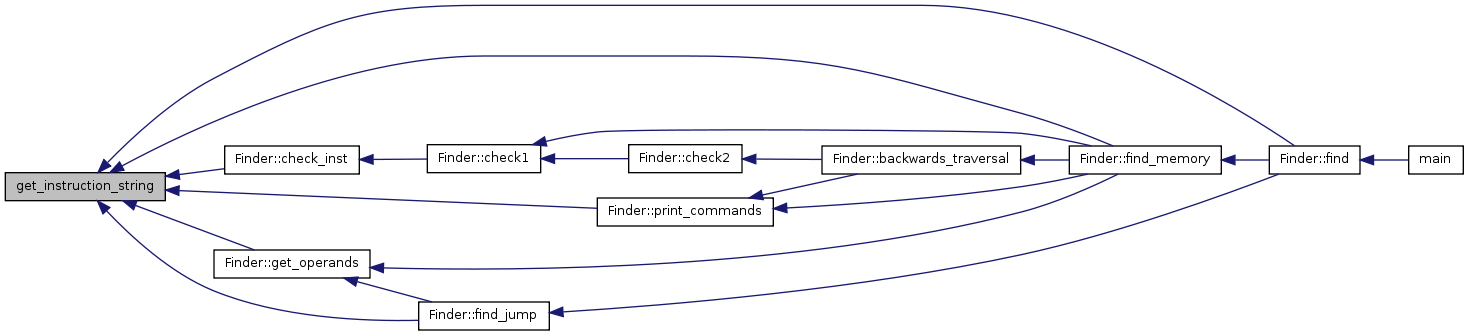 get_instruction_string
Finder::check_inst
Finder::check1
Finder::check2
Finder::backwards_traversal
Finder::find_memory
Finder::find
main
Finder::print_commands
Finder::get_operands
Finder::find_jump